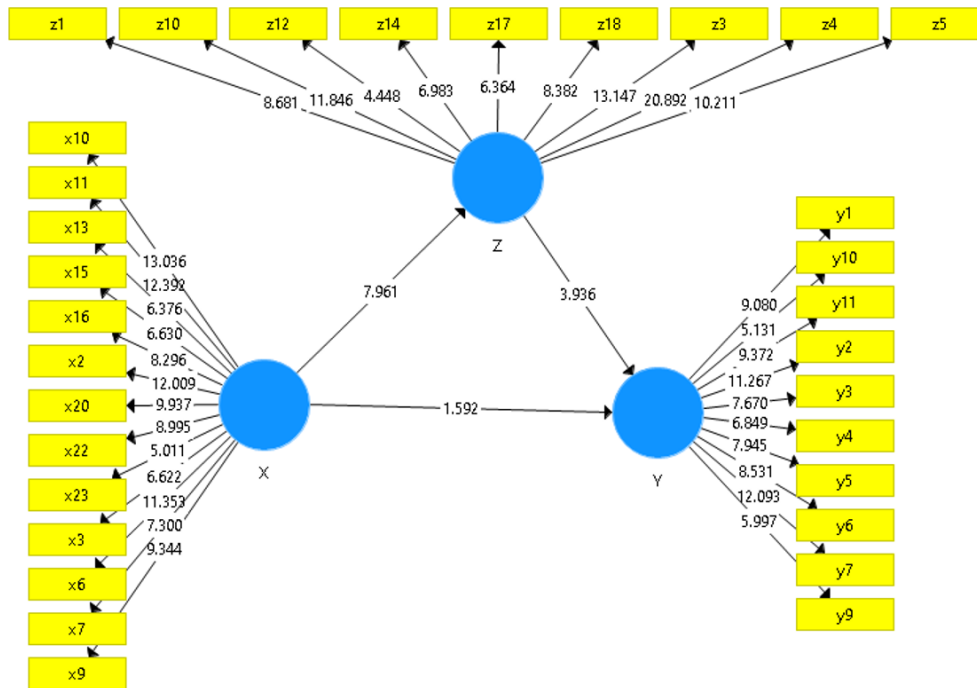 z1 z10 z12 z14 z17 z18 z3 z4 z5
8.681 11.846 4.448 6.983 6.364 8.382 13.147 20.892 10.211
Z
x10
x11
x13
x15
x16
x2
x20
x22
x23
x3
x6
x7
x9
13.036
12.392
6.376
6.630
8.296
12.009
9.937
8.995
5.011
6.622
11.353
7.300
9.344
X
7.961
3.936
1.592
Y
9.080
5.131
9.372
11.267
7.670
6.849
7.945
8.531
12.093
5.997
y1
y10
y11
y2
y3
y4
y5
y6
y7
y9